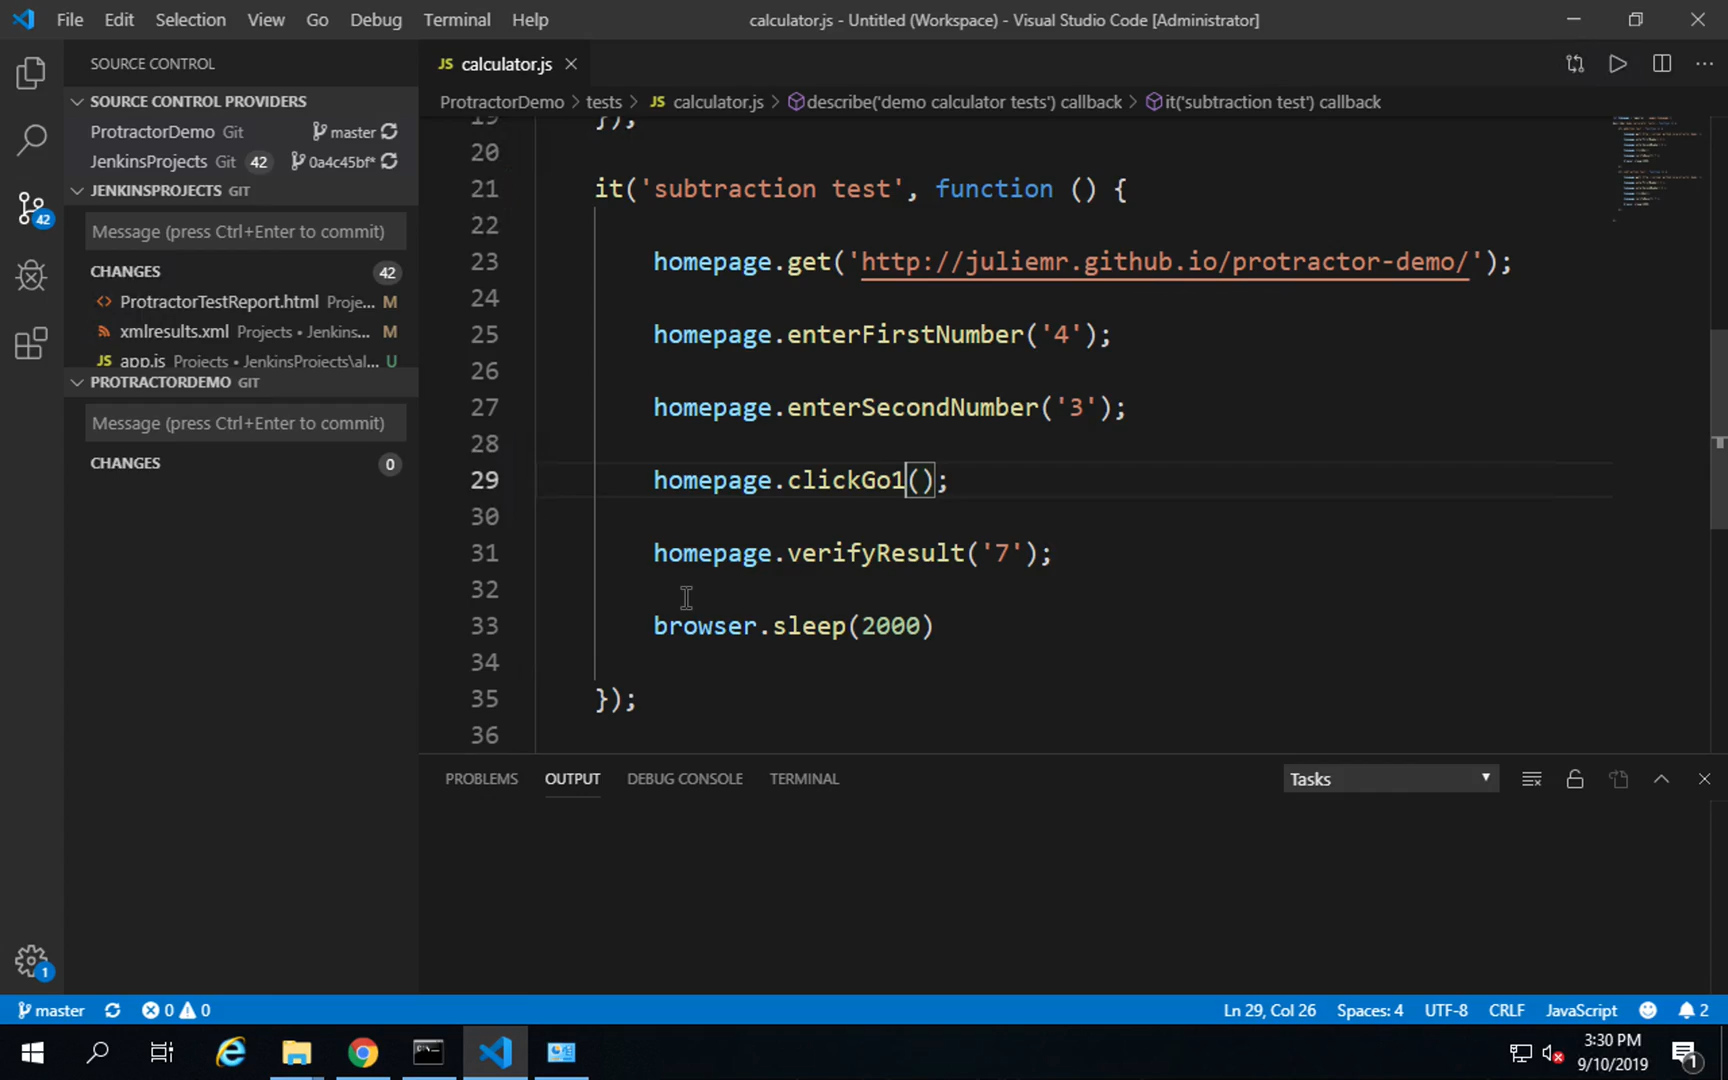 File Edit Selection View Go Debug Terminal Help calculator.js - Untitled (Workspace) - Visual Studio Code [Administrator]
SOURCE CONTROL
JS calculator.js
SOURCE CONTROL PROVIDERS
ProtractorDemo > tests > JS calculator.js > describe('demo calculator tests') callback > it('subtraction test') callback
ProtractorDemo Git master
JenkinsProjects Git 42 0a4c45bf*
JENKINSPROJECTS GIT
Message (press Ctrl+Enter to commit)
CHANGES 42
ProtractorTestReport.html Proje... M
xmlresults.xml Projects • Jenkins... M
JS app.js Projects • JenkinsProjects\al... U
PROTRACTORDEMO GIT
Message (press Ctrl+Enter to commit)
CHANGES 0
42
1
19 });
20
21 it('subtraction test', function () {
22
23 homepage.get('http://juliemr.github.io/protractor-demo/');
24
25 homepage.enterFirstNumber('4');
26
27 homepage.enterSecondNumber('3');
28
29 homepage.clickGo1();
30
31 homepage.verifyResult('7');
32
33 browser.sleep(2000)
34
35 });
36
PROBLEMS OUTPUT DEBUG CONSOLE TERMINAL Tasks
master 0 0 Ln 29, Col 26 Spaces: 4 UTF-8 CRLF JavaScript 2
3:30 PM
9/10/2019
1